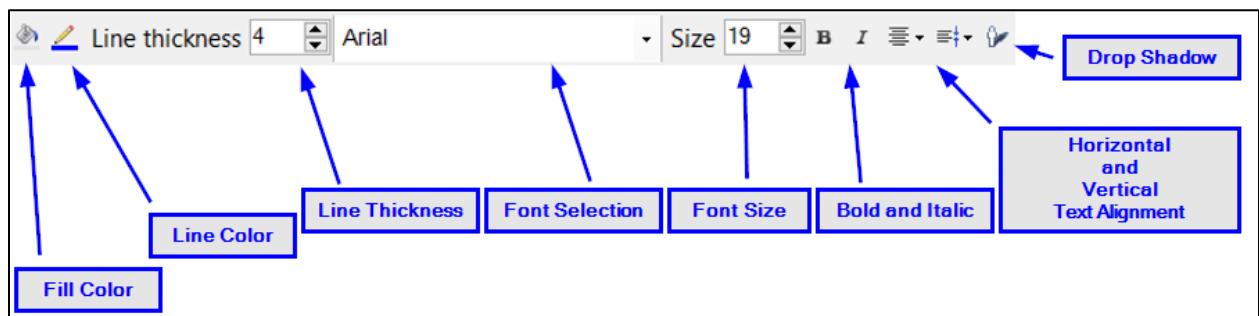 Line thickness 4 Arial Size 19 B I
Drop Shadow
Horizontal
and
Vertical
Text Alignment
Line Thickness
Font Selection
Font Size
Bold and Italic
Line Color
Fill Color